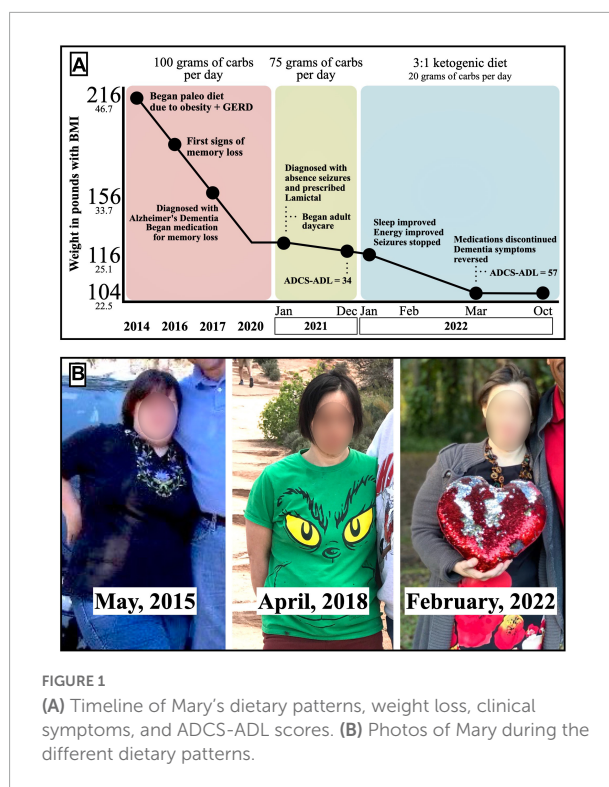 A
100 grams of carbs
per day
75 grams of carbs
per day
3:1 ketogenic diet
20 grams of carbs per day
Weight in pounds with BMI
216
46.7
156
33.7
116
25.1
104
22.5
Began paleo diet
due to obesity + GERD
First signs of
memory loss
Diagnosed with
Alzheimer's Dementia
Began medication
for memory loss
Diagnosed with
absence seizures
and prescribed
Lamictal
Began adult
daycare
ADCS-ADL = 34
Sleep improved
Energy improved
Seizures stopped
Medications discontinued
Dementia symptoms
reversed
ADCS-ADL = 57
2014 2016 2017 2020
Jan Dec
2021
Jan Feb Mar Oct
2022
B
May, 2015
April, 2018
February, 2022
FIGURE 1
(A) Timeline of Mary's dietary patterns, weight loss, clinical
symptoms, and ADCS-ADL scores. (B) Photos of Mary during the
different dietary patterns.